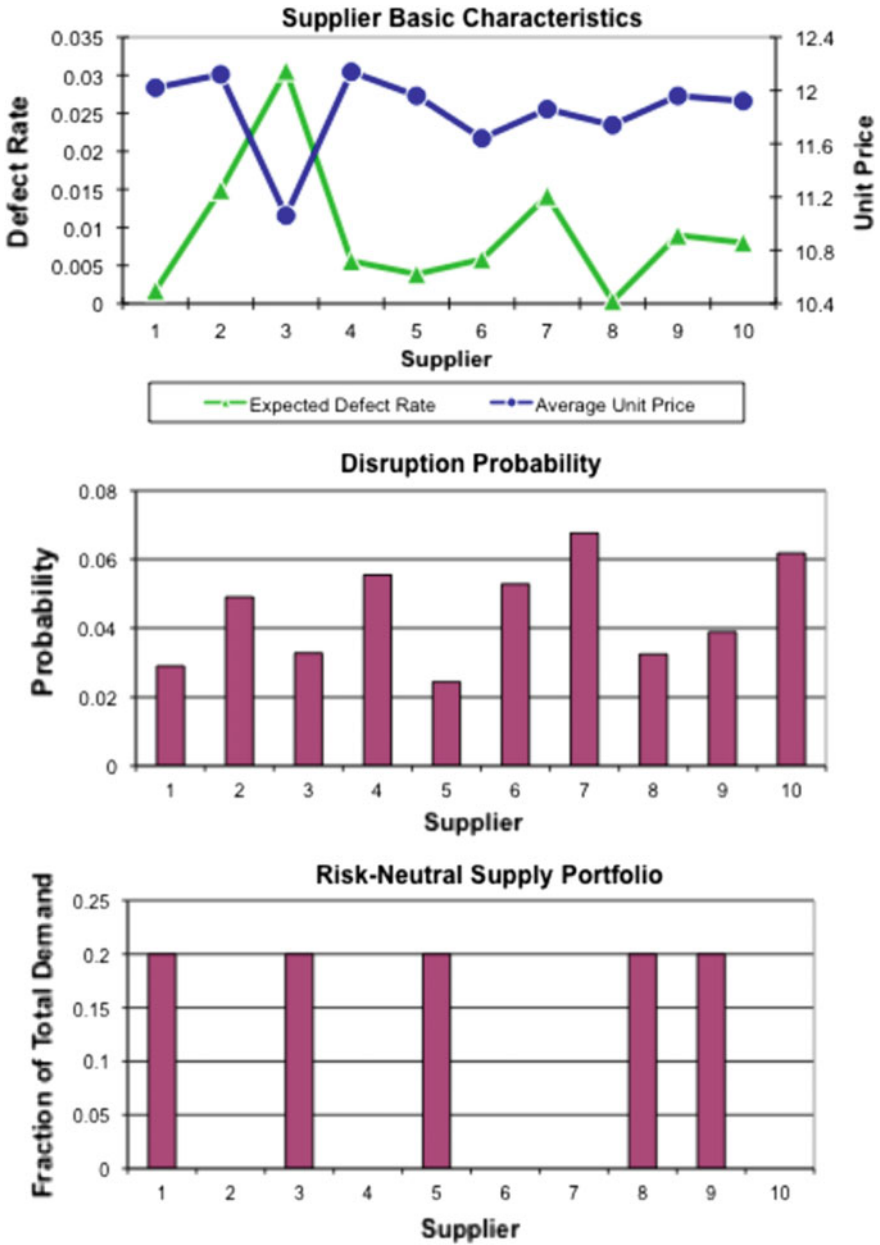 Supplier Basic Characteristics
0.035
0.03
0.025
0.02
0.015
0.01
0.005
0
Defect Rate
12.4
12
11.6
11.2
10.8
10.4
Unit Price
1 2 3 4 5 6 7 8 9 10
Supplier
Expected Defect Rate Average Unit Price
Disruption Probability
0.08
0.06
0.04
0.02
0
Probability
1 2 3 4 5 6 7 8 9 10
Supplier
Risk-Neutral Supply Portfolio
0.25
0.2
0.15
0.1
0.05
0
Fraction of Total Demand
1 2 3 4 5 6 7 8 9 10
Supplier